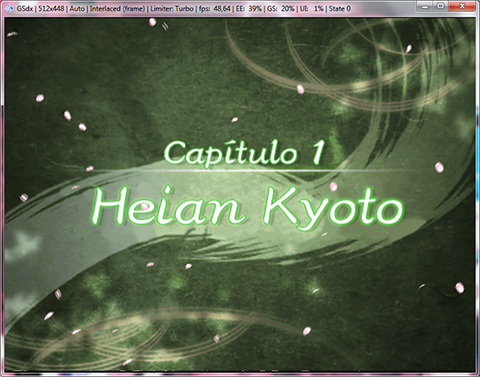 GSdx | 512x448 | Auto | Interlaced (frame) | Limiter: Turbo | fps: 48,64 | EE: 39% | GS: 20% | UI: 1% | State 0
Capítulo 1
Heian Kyoto